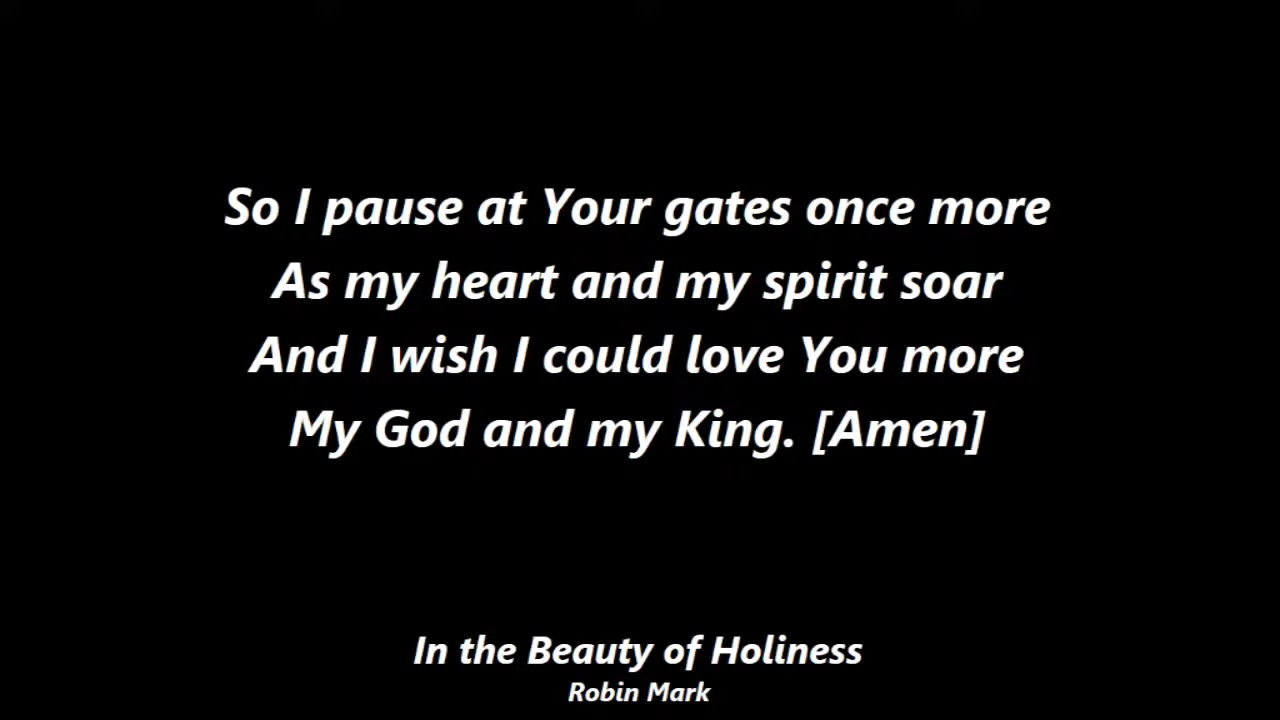 So I pause at Your gates once more
As my heart and my spirit soar
And I wish I could love You more
My God and my King. [Amen]
In the Beauty of Holiness
Robin Mark